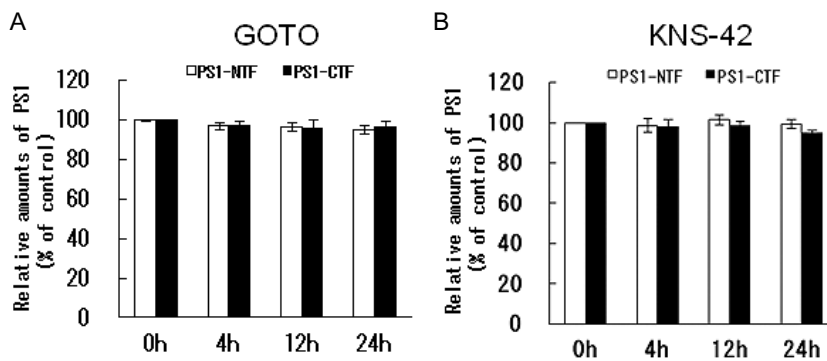 A
GOTO
PS1-NTF PS1-CTF
Relative amounts of PS1
(% of control)
120
100
80
60
40
20
0
0h 4h 12h 24h
B
KNS-42
PS1-NTF PS1-CTF
Relative amounts of PS1
(% of control)
120
100
80
60
40
20
0
0h 4h 12h 24h